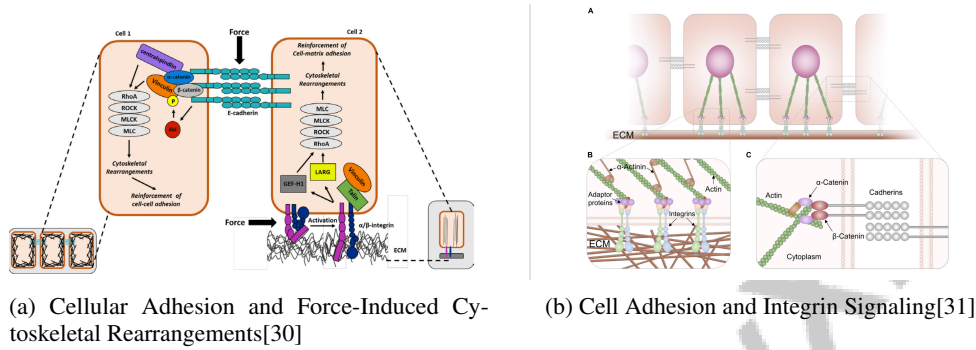 Cell 1
Force
Cell 2
centralspindlin
α-catenin
Vinculin
β-catenin
P
Abl
E-cadherin
RhoA
ROCK
MLCK
MLC
Cytoskeletal
Rearrangements
Reinforcement of
cell-cell adhesion
Reinforcement of
Cell-matrix adhesion
Cytoskeletal
Rearrangements
MLC
MLCK
ROCK
RhoA
GEF-H1
LARG
Vinculin
Talin
Force
Activation
α/β-integrin
ECM
(a) Cellular Adhesion and Force-Induced Cy-
toskeletal Rearrangements[30]
A
ECM
B
α-Actinin
Adaptor
proteins
Actin
Integrins
ECM
C
Actin
α-Catenin
Cadherins
β-Catenin
Cytoplasm
(b) Cell Adhesion and Integrin Signaling[31]